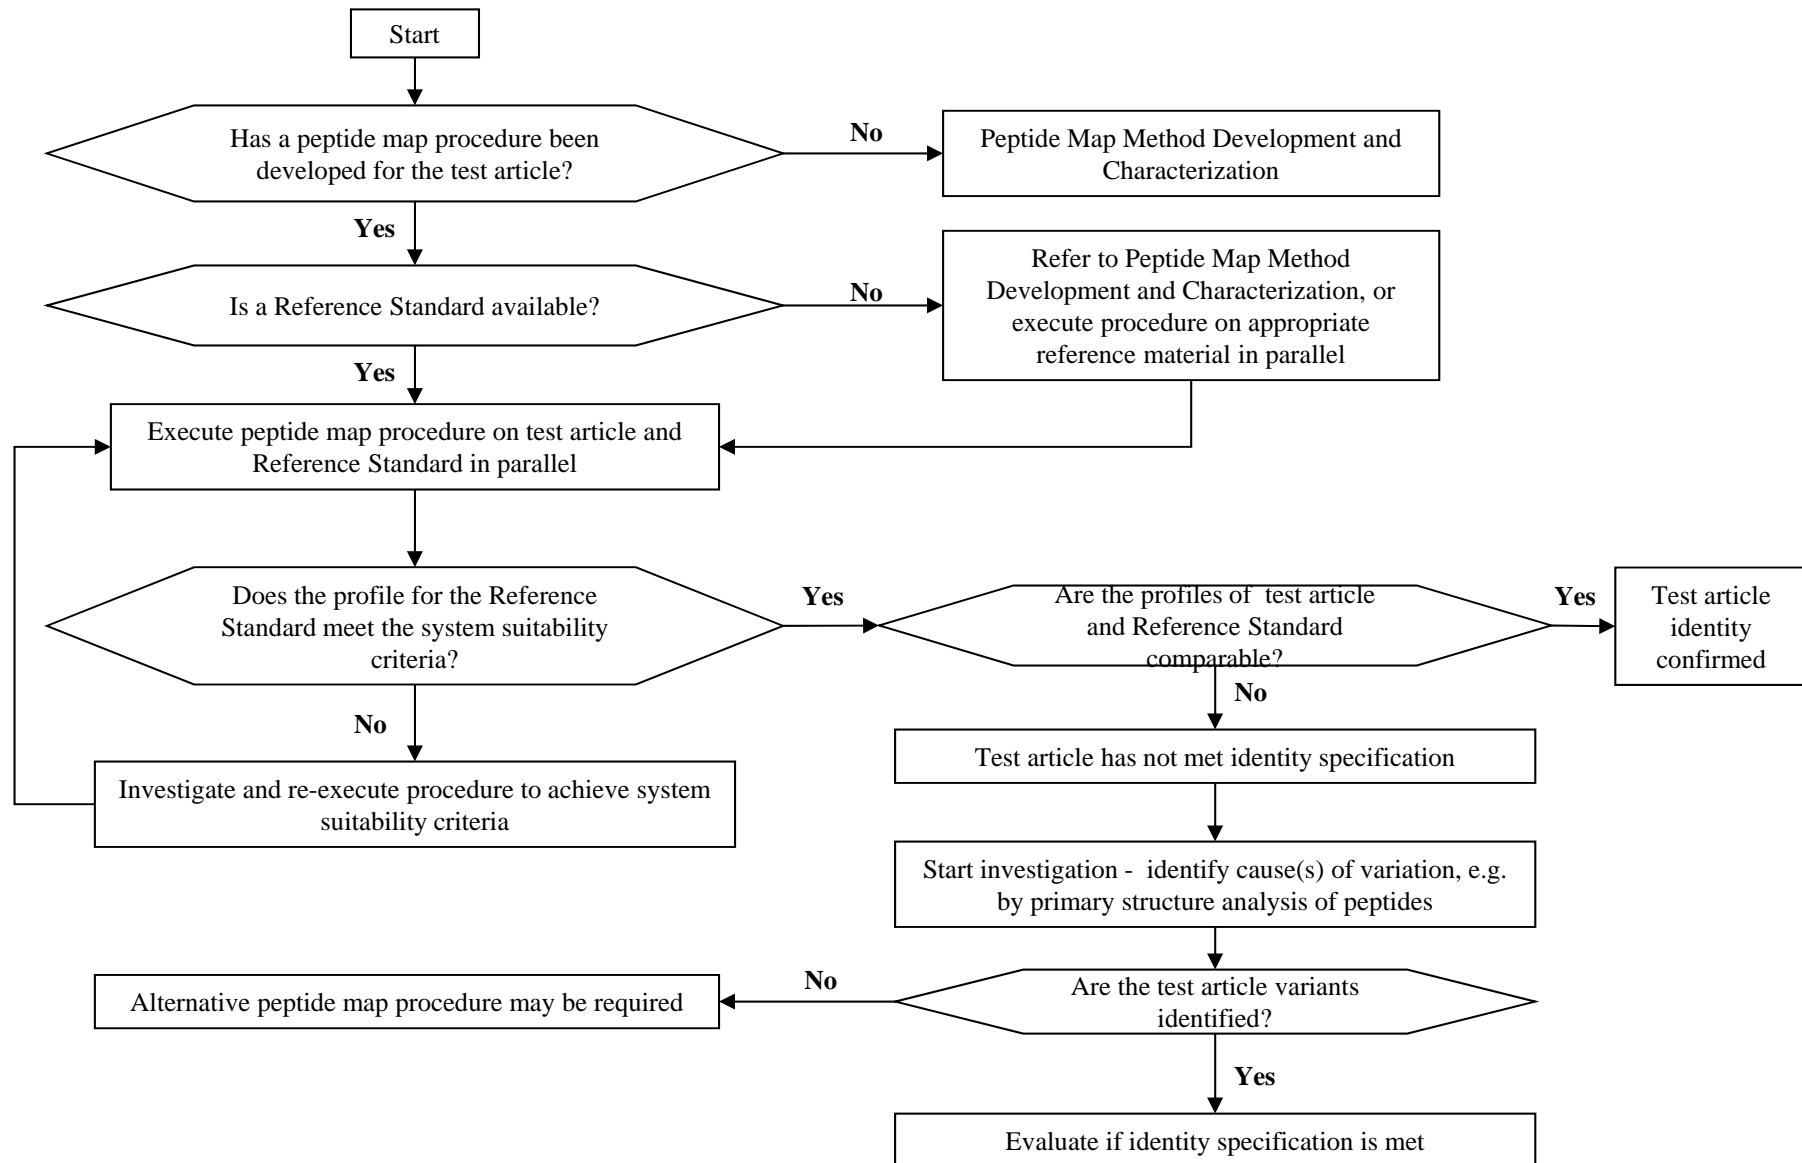 Start
Has a peptide map procedure been
developed for the test article?
No
Peptide Map Method Development and
Characterization
Yes
Is a Reference Standard available?
No
Refer to Peptide Map Method
Development and Characterization, or
execute procedure on appropriate
reference material in parallel
Yes
Execute peptide map procedure on test article and
Reference Standard in parallel
Does the profile for the Reference
Standard meet the system suitability
criteria?
Yes
Are the profiles of test article
and Reference Standard
comparable?
Yes
Test article
identity
confirmed
No
No
Investigate and re-execute procedure to achieve system
suitability criteria
Test article has not met identity specification
Start investigation - identify cause(s) of variation, e.g.
by primary structure analysis of peptides
Are the test article variants
identified?
No
Alternative peptide map procedure may be required
Yes
Evaluate if identity specification is met